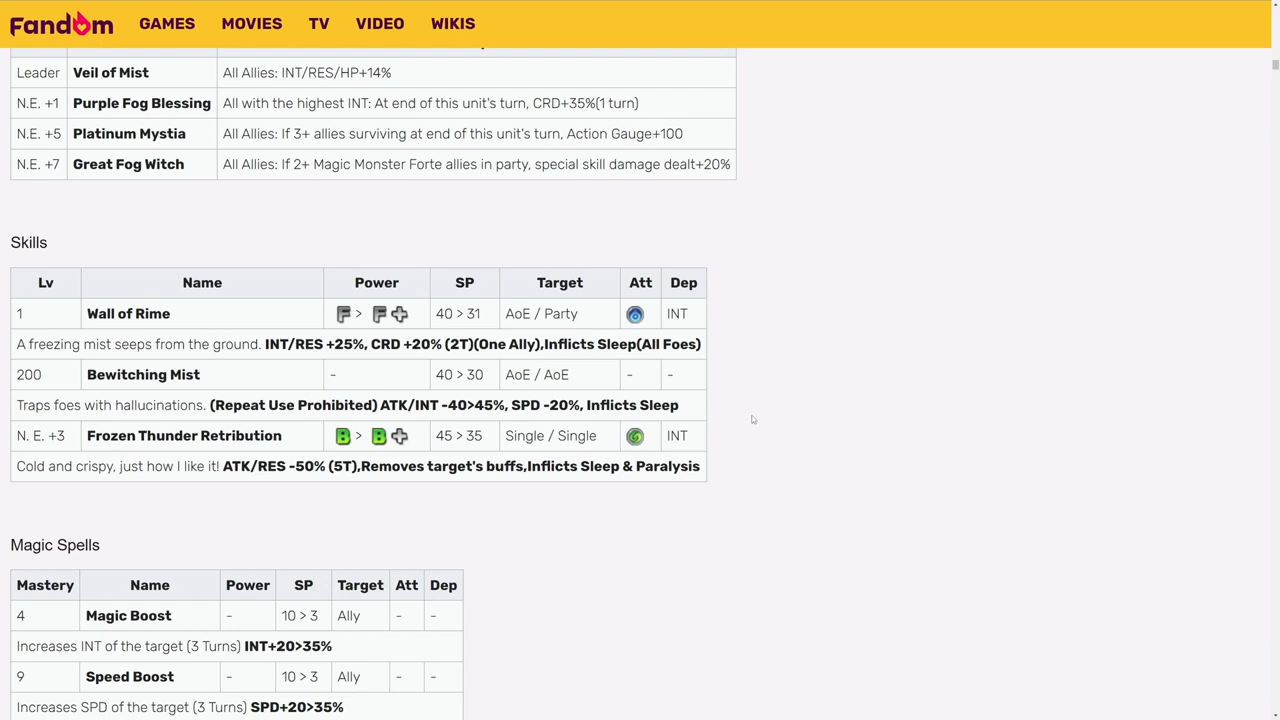 Fandom GAMES MOVIES TV VIDEO WIKIS
Leader Veil of Mist All Allies: INT/RES/HP+14%
N.E. +1 Purple Fog Blessing All with the highest INT: At end of this unit's turn, CRD+35%(1 turn)
N.E. +5 Platinum Mystia All Allies: If 3+ allies surviving at end of this unit's turn, Action Gauge+100
N.E. +7 Great Fog Witch All Allies: If 2+ Magic Monster Forte allies in party, special skill damage dealt+20%
Skills
Lv Name Power SP Target Att Dep
1 Wall of Rime F > F 40 > 31 AoE / Party INT
A freezing mist seeps from the ground. INT/RES +25%, CRD +20% (2T)(One Ally),Inflicts Sleep(All Foes)
200 Bewitching Mist - 40 > 30 AoE / AoE - -
Traps foes with hallucinations. (Repeat Use Prohibited) ATK/INT -40>45%, SPD -20%, Inflicts Sleep
N. E. +3 Frozen Thunder Retribution B > B 45 > 35 Single / Single INT
Cold and crispy, just how I like it! ATK/RES -50% (5T),Removes target's buffs,Inflicts Sleep & Paralysis
Magic Spells
Mastery Name Power SP Target Att Dep
4 Magic Boost - 10 > 3 Ally - -
Increases INT of the target (3 Turns) INT+20>35%
9 Speed Boost - 10 > 3 Ally - -
Increases SPD of the target (3 Turns) SPD+20>35%